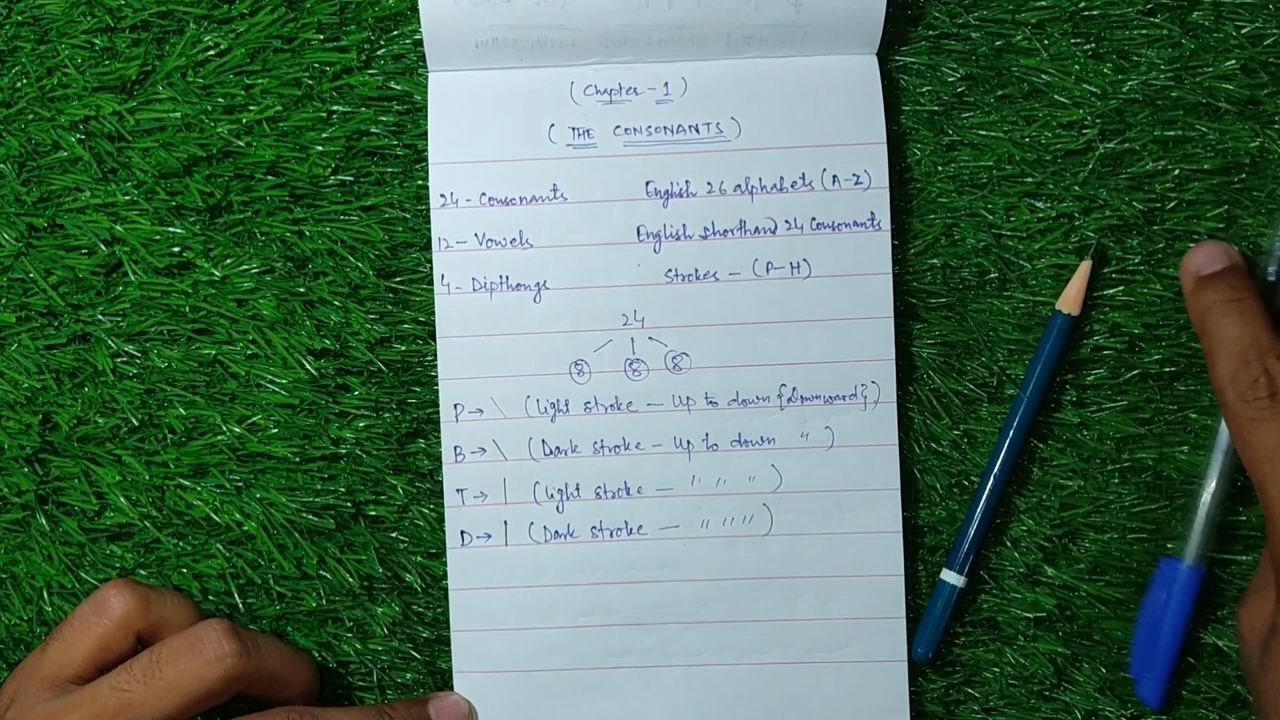 (Chapter - 1)
(THE CONSONANTS)
24 - Consonants English 26 alphabets (A-Z)
12 - Vowels English shorthand 24 Consonants
4 - Dipthongs Strokes - (P-H)
24
8 8 8
P → \ (Light stroke - Up to down {Downward})
B → \ (Dark stroke - Up to down " )
T → | (Light stroke - " " " )
D → | (Dark stroke - " " " " )